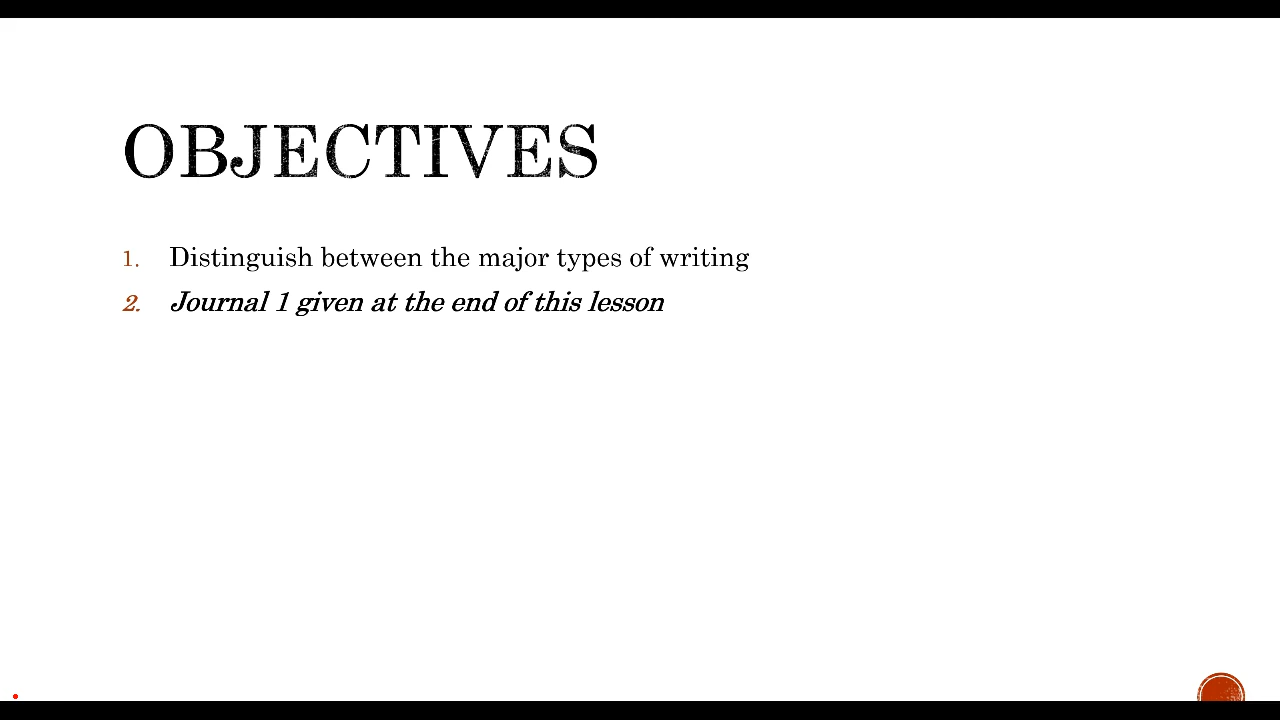 OBJECTIVES
1. Distinguish between the major types of writing
2. Journal 1 given at the end of this lesson